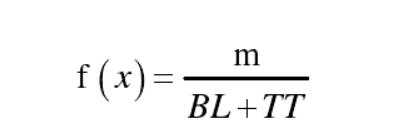 f(x) = m / (BL + TT)